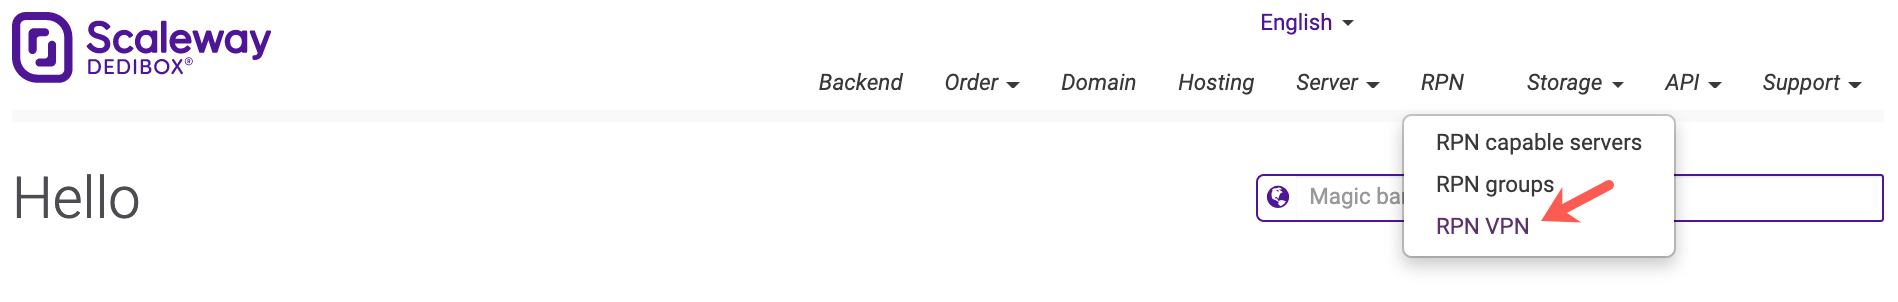 Scaleway
DEDIBOX®
English
Backend Order Domain Hosting Server RPN Storage API Support
RPN capable servers
RPN groups
RPN VPN
Hello
Magic bar